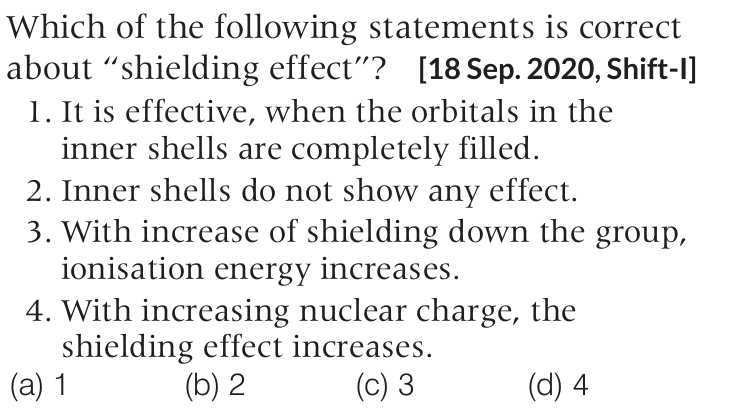 Which of the following statements is correct
about “shielding effect”? [18 Sep. 2020, Shift-I]
1. It is effective, when the orbitals in the
inner shells are completely filled.
2. Inner shells do not show any effect.
3. With increase of shielding down the group,
ionisation energy increases.
4. With increasing nuclear charge, the
shielding effect increases.
(a) 1 (b) 2 (c) 3 (d) 4